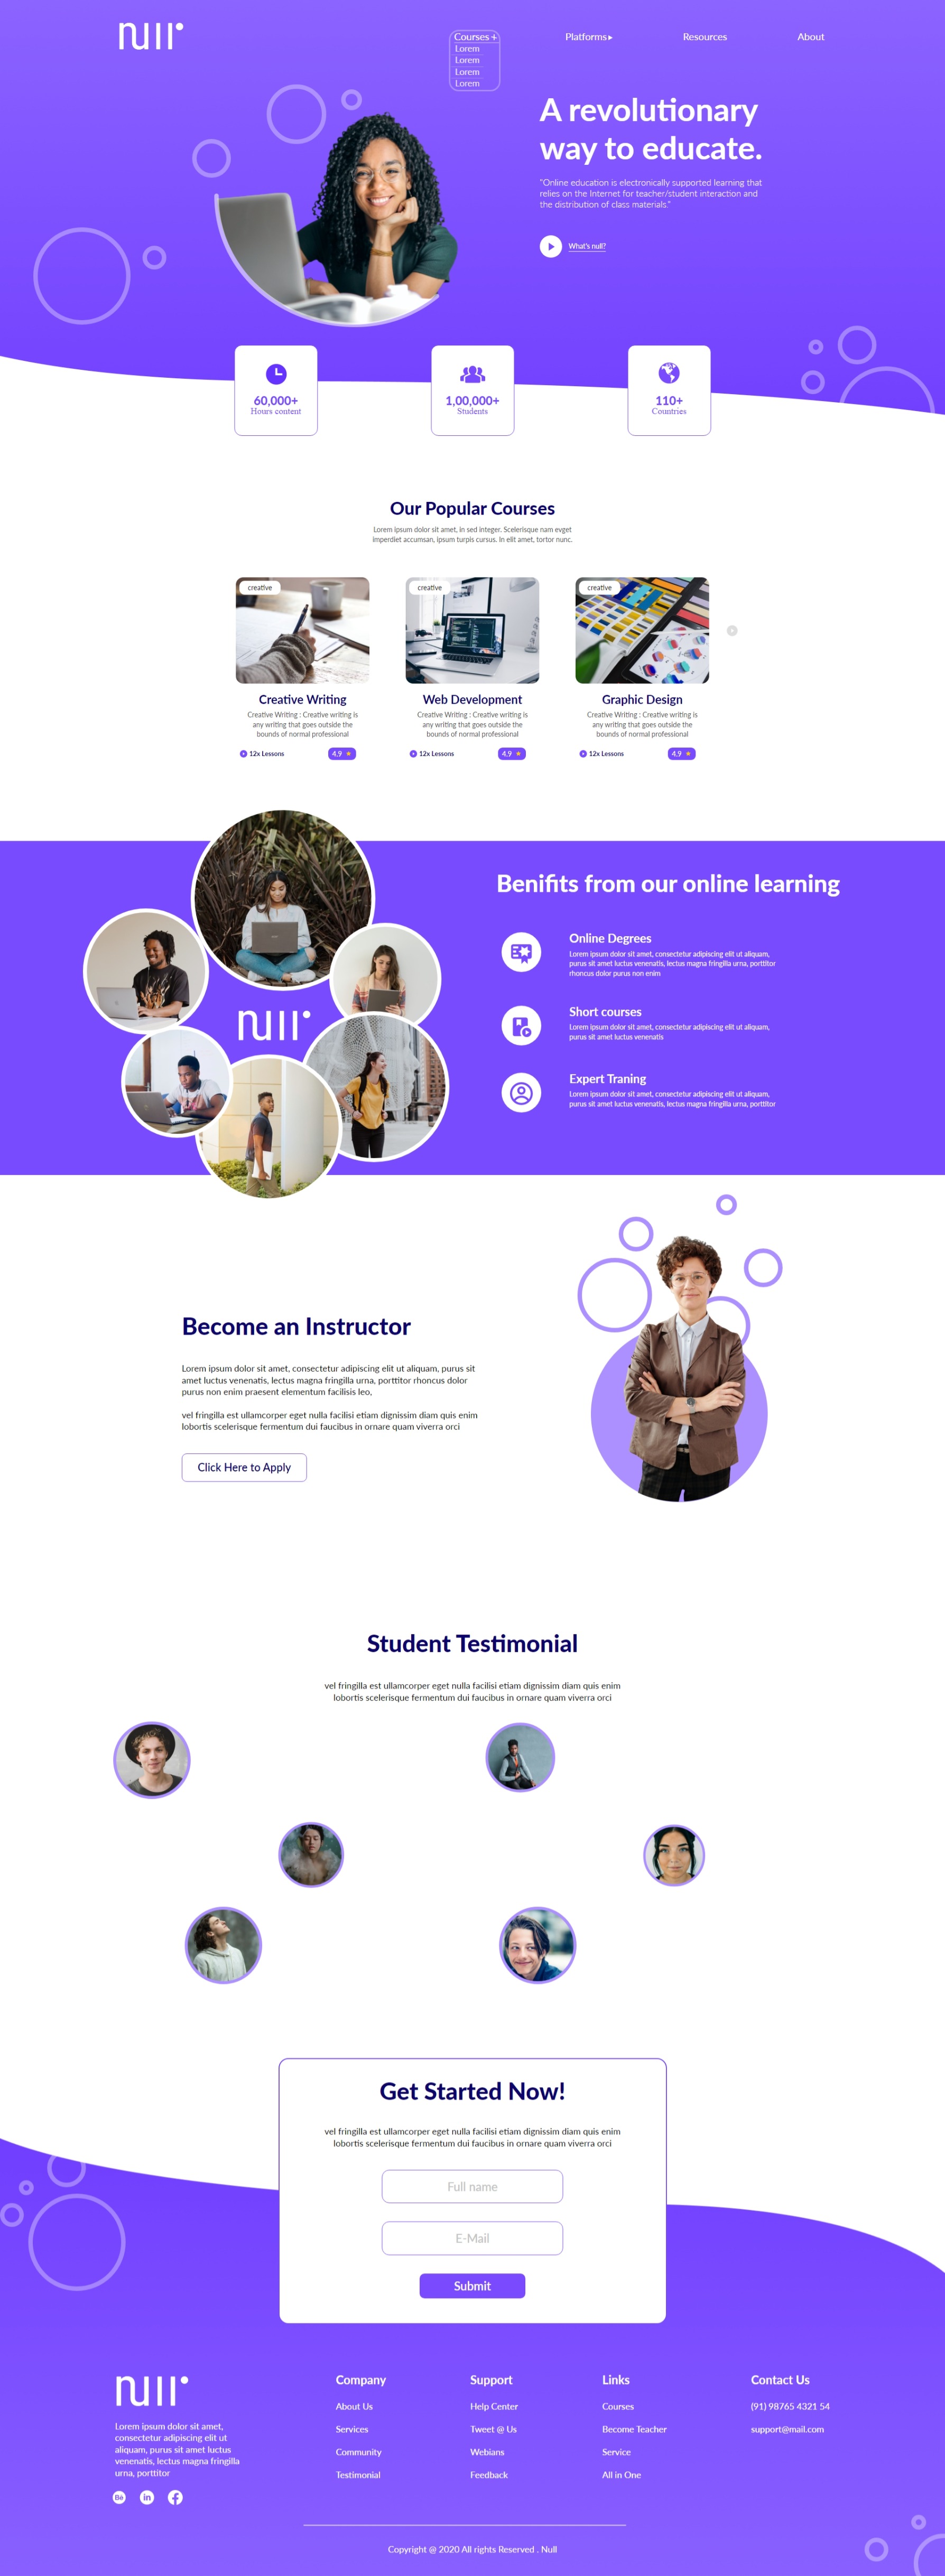 null
Courses +
Platforms▸
Resources
About
Lorem
Lorem
Lorem
Lorem
A revolutionary
way to educate.
"Online education is electronically supported learning that
relies on the Internet for teacher/student interaction and
the distribution of class materials."
What's null?
60,000+
Hours content
1,00,000+
Students
110+
Countries
Our Popular Courses
Lorem ipsum dolor sit amet, in sed integer. Scelerisque nam evget
imperdiet accumsan, ipsum turpis cursus. In elit amet, tortor nunc.
creative
Creative Writing
Creative Writing : Creative writing is
any writing that goes outside the
bounds of normal professional
12x Lessons
4.9 ★
creative
Web Development
Creative Writing : Creative writing is
any writing that goes outside the
bounds of normal professional
12x Lessons
4.9 ★
creative
Graphic Design
Creative Writing : Creative writing is
any writing that goes outside the
bounds of normal professional
12x Lessons
4.9 ★
null
Benifits from our online learning
Online Degrees
Lorem ipsum dolor sit amet, consectetur adipiscing elit ut aliquam,
purus sit amet luctus venenatis, lectus magna fringilla urna, porttitor
rhoncus dolor purus non enim
Short courses
Lorem ipsum dolor sit amet, consectetur adipiscing elit ut aliquam,
purus sit amet luctus venenatis
Expert Traning
Lorem ipsum dolor sit amet, consectetur adipiscing elit ut aliquam,
purus sit amet luctus venenatis, lectus magna fringilla urna, porttitor
Become an Instructor
Lorem ipsum dolor sit amet, consectetur adipiscing elit ut aliquam, purus sit
amet luctus venenatis, lectus magna fringilla urna, porttitor rhoncus dolor
purus non enim praesent elementum facilisis leo,
vel fringilla est ullamcorper eget nulla facilisi etiam dignissim diam quis enim
lobortis scelerisque fermentum dui faucibus in ornare quam viverra orci
Click Here to Apply
Student Testimonial
vel fringilla est ullamcorper eget nulla facilisi etiam dignissim diam quis enim
lobortis scelerisque fermentum dui faucibus in ornare quam viverra orci
Get Started Now!
vel fringilla est ullamcorper eget nulla facilisi etiam dignissim diam quis enim
lobortis scelerisque fermentum dui faucibus in ornare quam viverra orci
Full name
E-Mail
Submit
null
Lorem ipsum dolor sit amet,
consectetur adipiscing elit ut
aliquam, purus sit amet luctus
venenatis, lectus magna fringilla
urna, porttitor
Bē
in
f
Company
About Us
Services
Community
Testimonial
Support
Help Center
Tweet @ Us
Webians
Feedback
Links
Courses
Become Teacher
Service
All in One
Contact Us
(91) 98765 4321 54
support@mail.com
Copyright @ 2020 All rights Reserved . Null